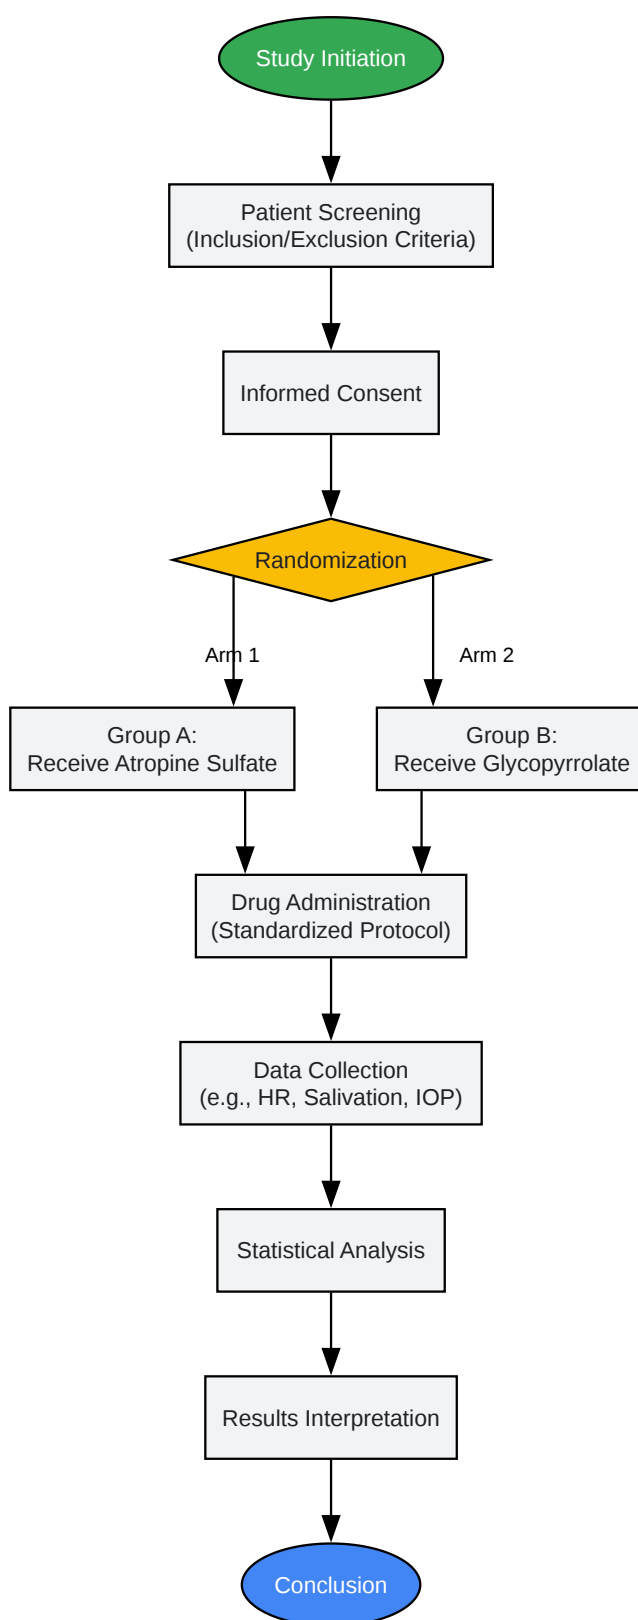 Study Initiation
Patient Screening
(Inclusion/Exclusion Criteria)
Informed Consent
Randomization
Arm 1
Arm 2
Group A:
Receive Atropine Sulfate
Group B:
Receive Glycopyrrolate
Drug Administration
(Standardized Protocol)
Data Collection
(e.g., HR, Salivation, IOP)
Statistical Analysis
Results Interpretation
Conclusion